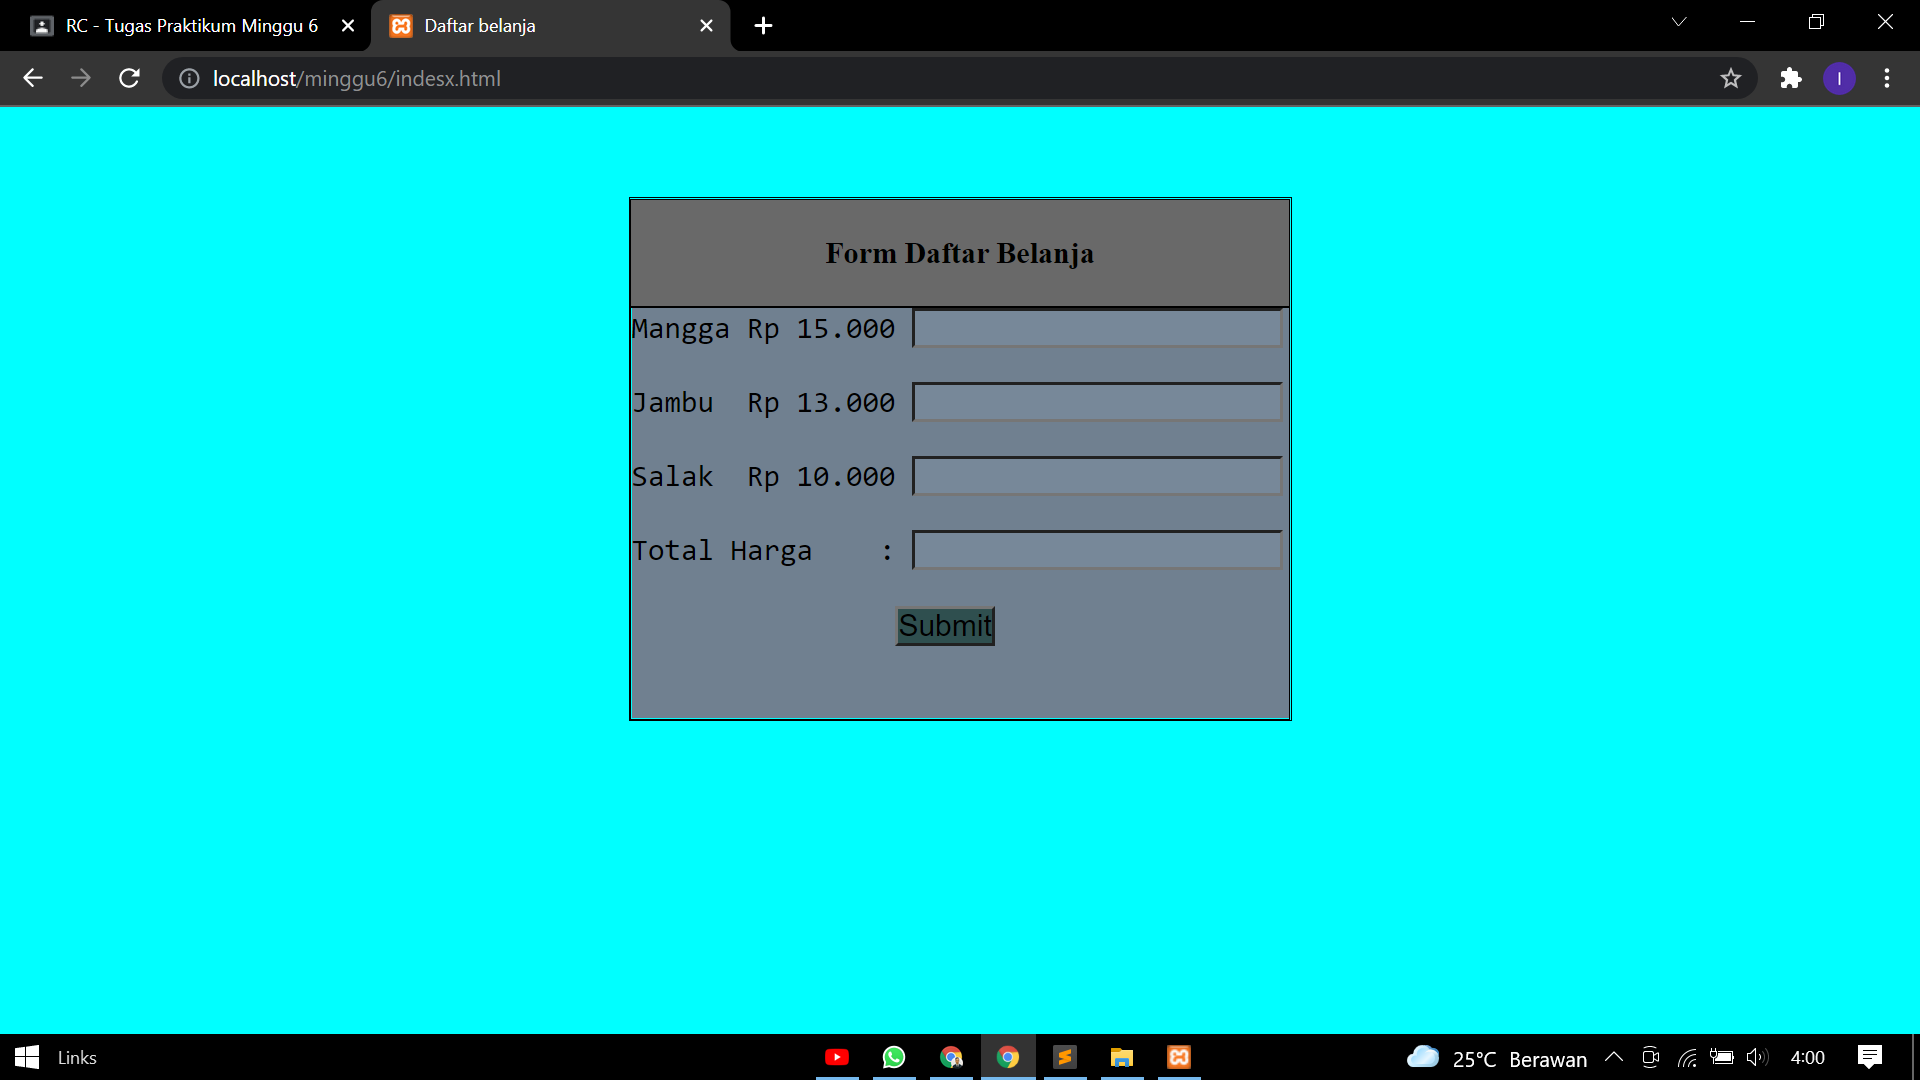 RC - Tugas Praktikum Minggu 6
Daftar belanja
localhost/minggu6/indesx.html
I
Form Daftar Belanja
Mangga Rp 15.000
Jambu Rp 13.000
Salak Rp 10.000
Total Harga :
Submit
Links
25°C Berawan
4:00